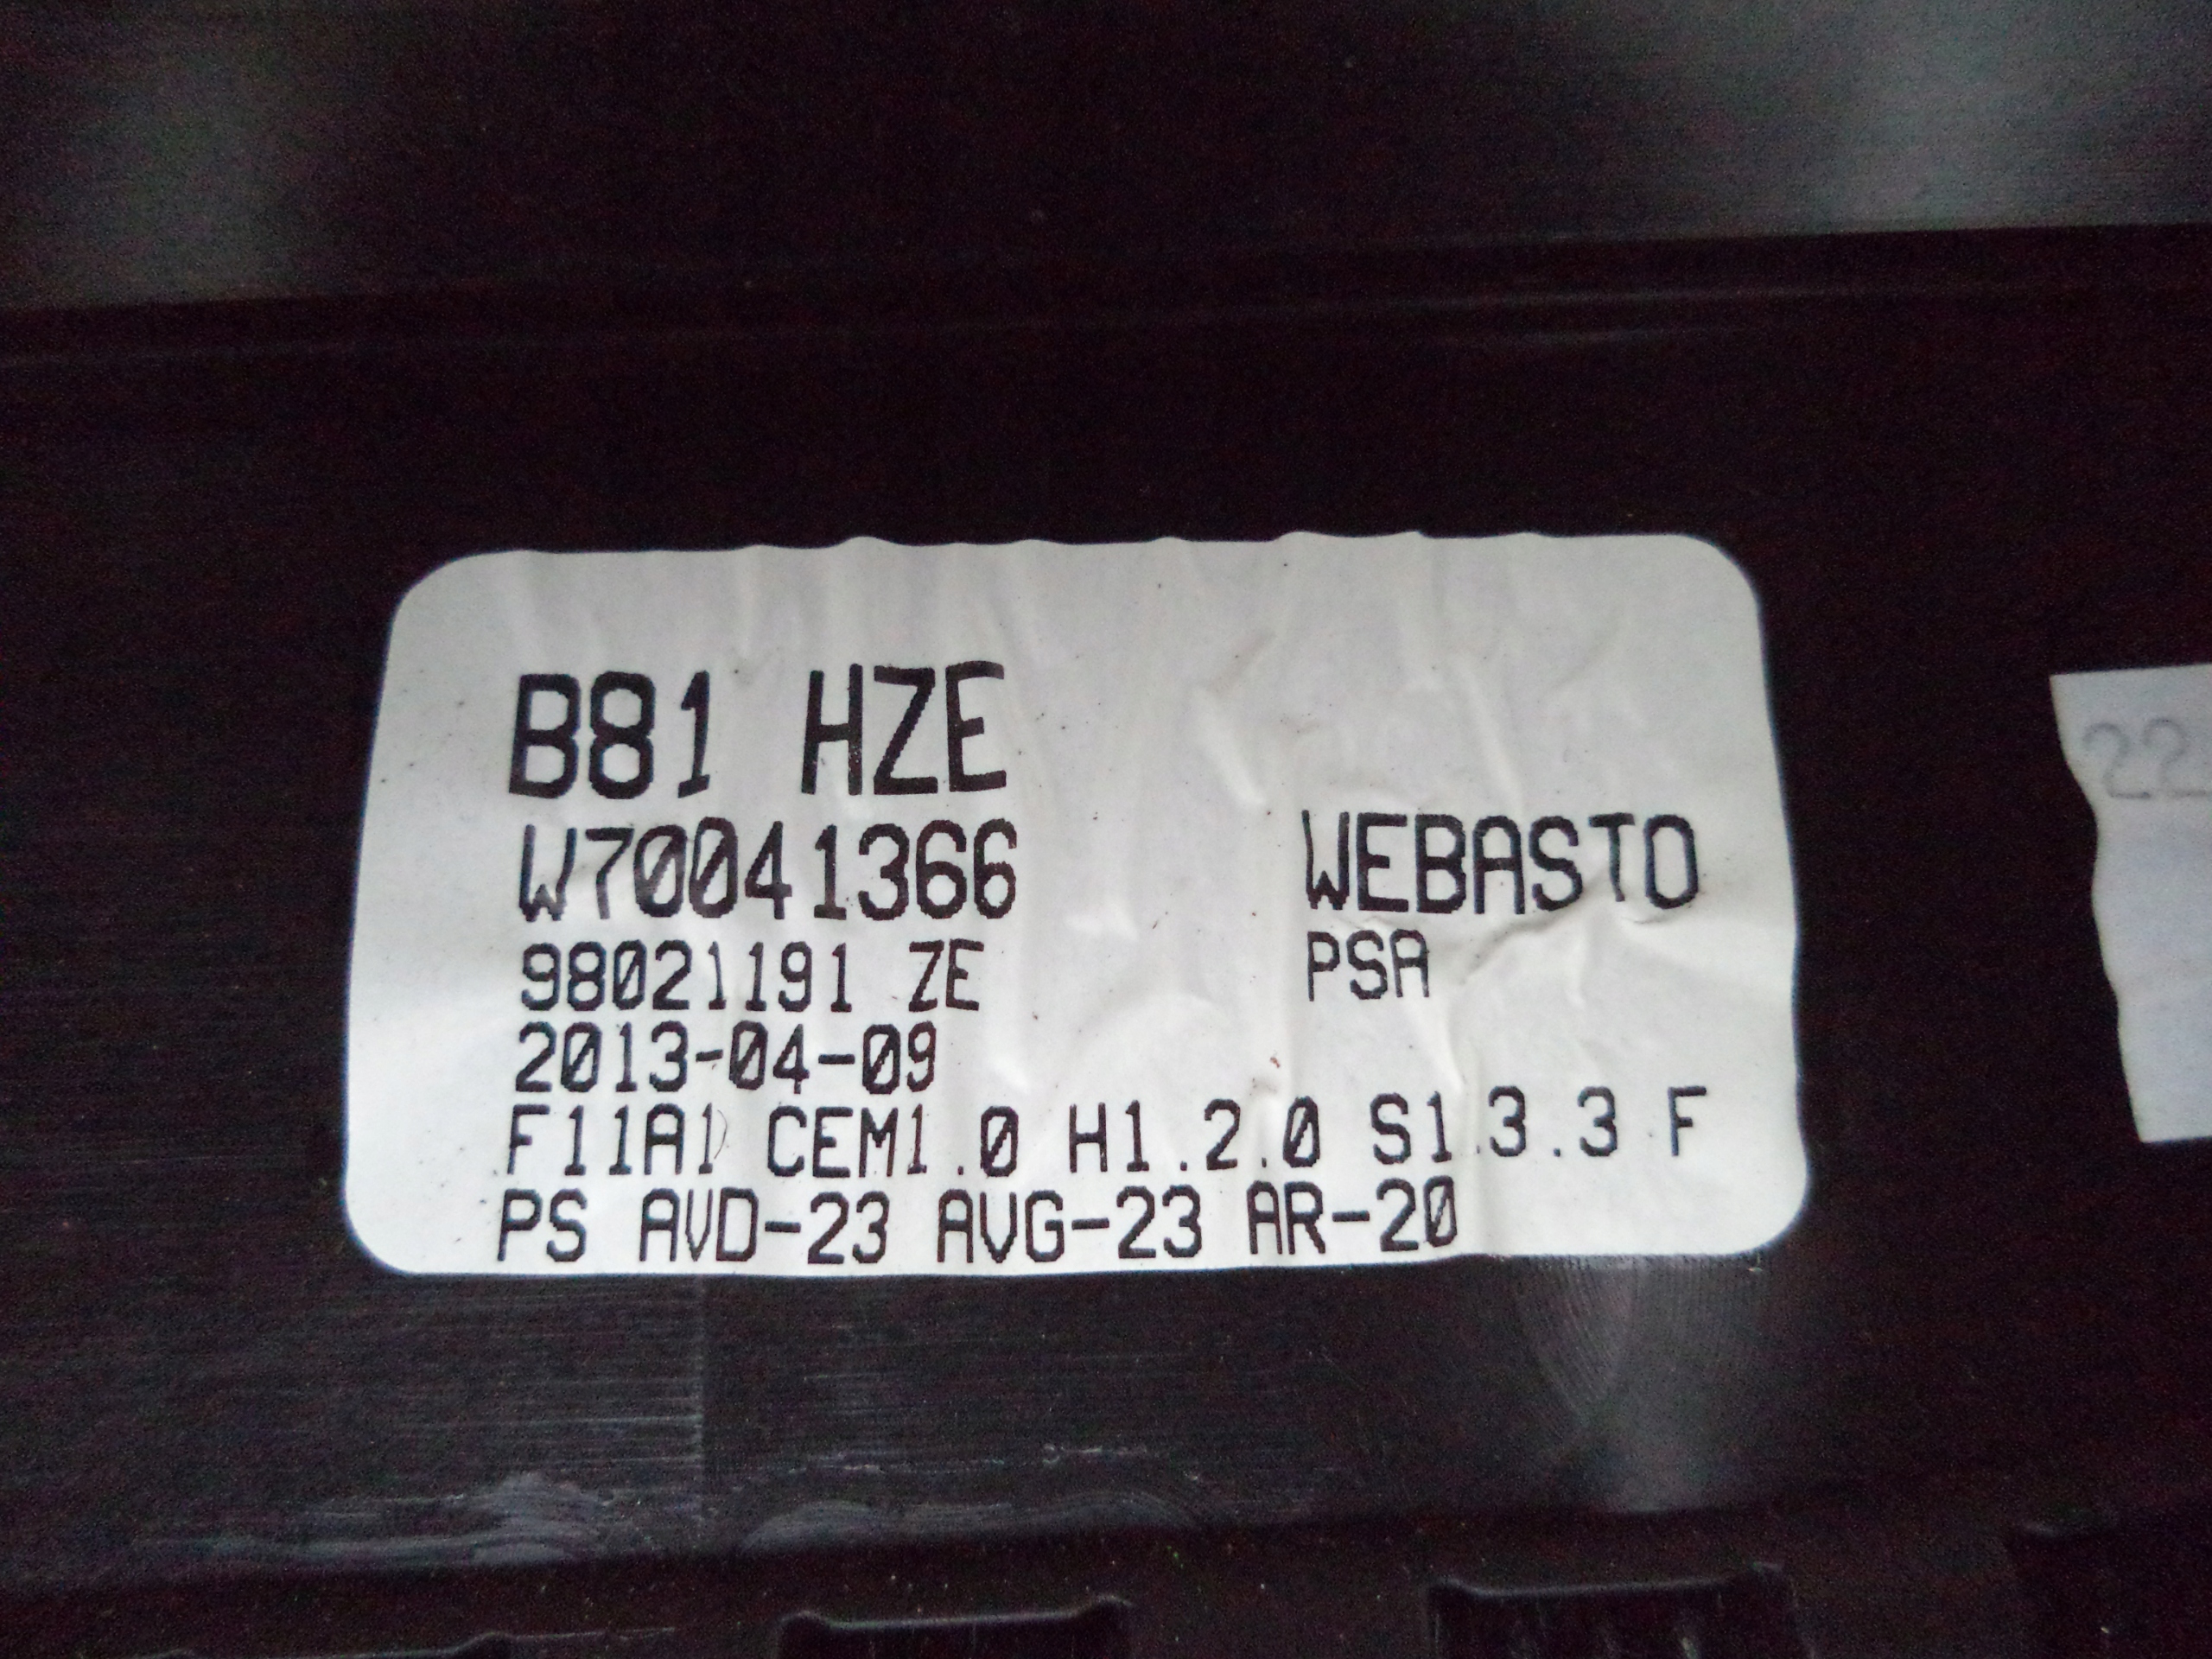 B81 HZE
W70041366 WEBASTO
98021191 ZE PSA
2013-04-09
F11A1 CEM1.0 H1.2.0 S1.3.3 F
PS AVD-23 AVG-23 AR-20
22